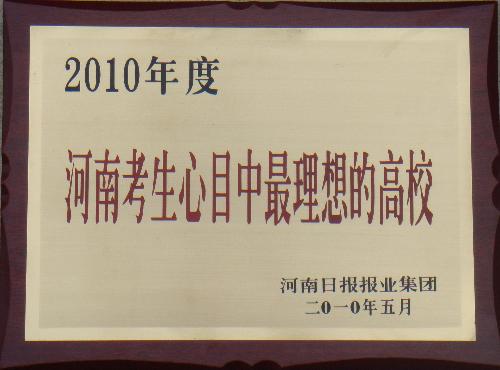 2010年度
河南考生心目中最理想的高校
河南日报报业集团
二0一0年五月